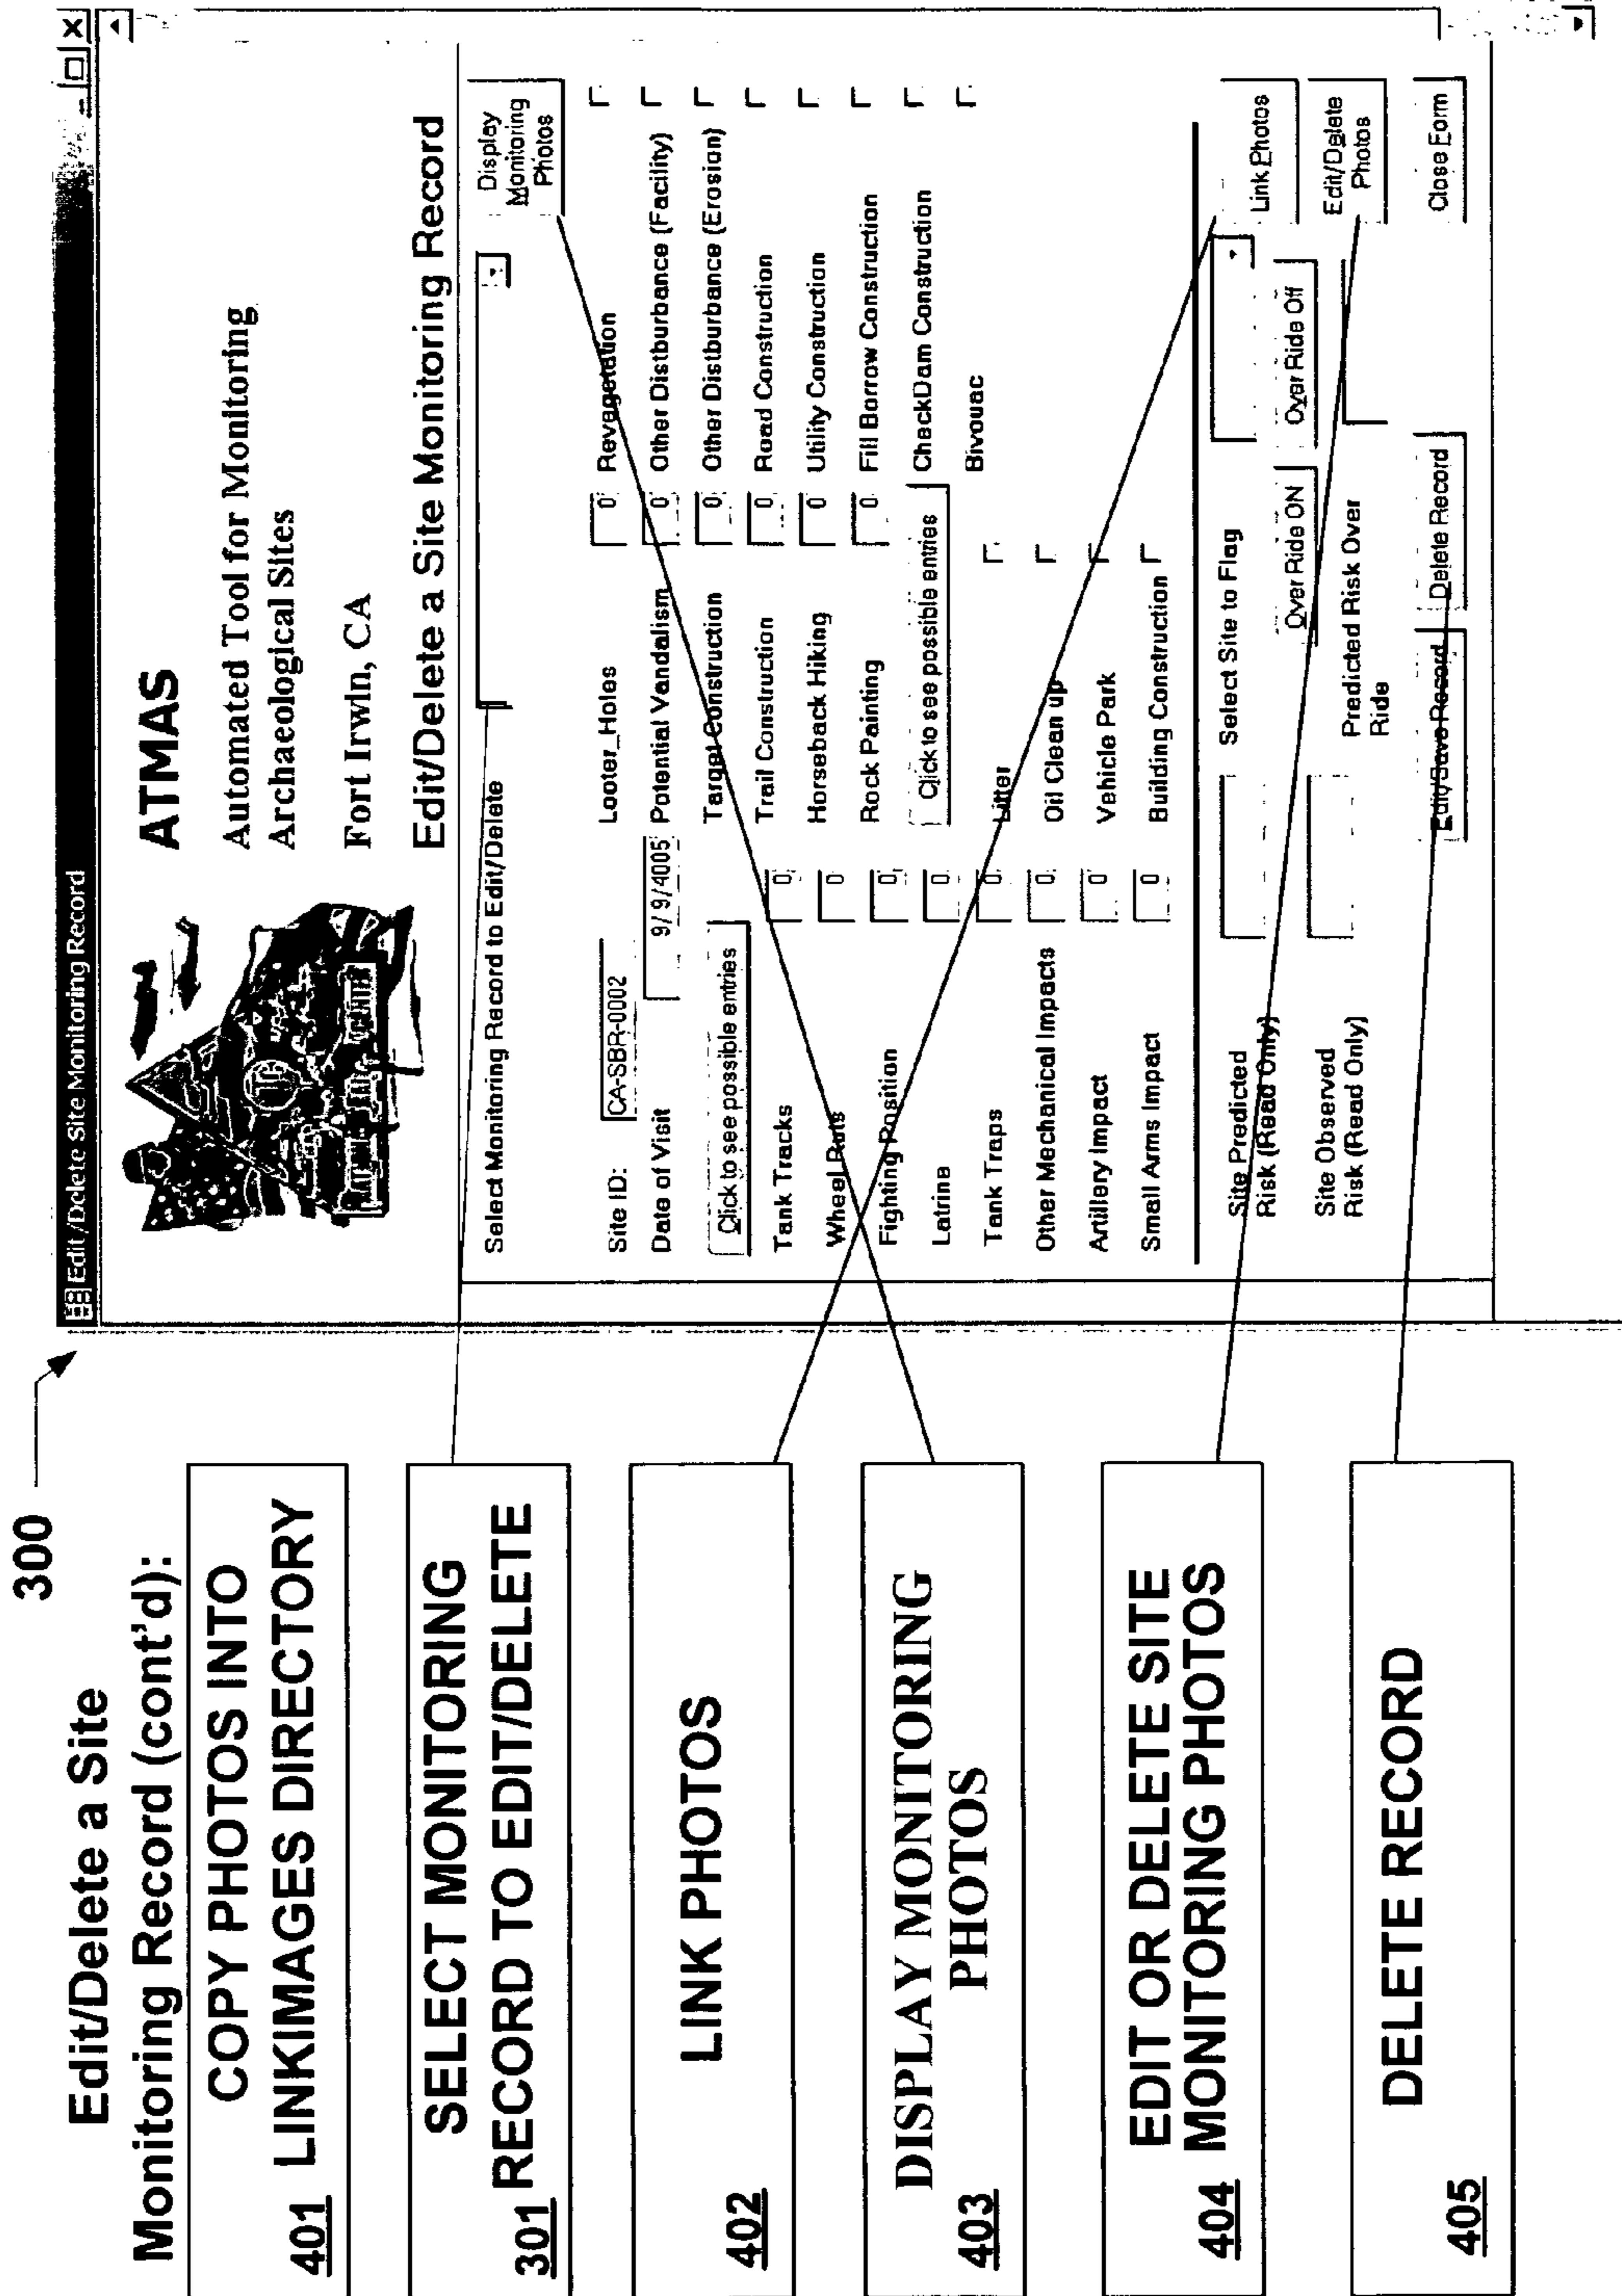 300
Edit/Delete a Site
Monitoring Record (cont'd):
COPY PHOTOS INTO
401 LINKIMAGES DIRECTORY
SELECT MONITORING
301 RECORD TO EDIT/DELETE
LINK PHOTOS
402
DISPLAY MONITORING
PHOTOS
403
EDIT OR DELETE SITE
404 MONITORING PHOTOS
DELETE RECORD
405
Edit/Delete Site Monitoring Record
ATMAS
Automated Tool for Monitoring
Archaeological Sites
Fort Irwin, CA
Edit/Delete a Site Monitoring Record
Select Monitoring Record to Edit/Delete
Display
Monitoring
Photos
Site ID: CA-SBR-0002 Looter_Holes 0 Revegetation
Date of Visit 9/9/4005 Potential Vandalism 0 Other Distburbance (Facility)
Click to see possible entries Target Construction 0 Other Distburbance (Erosion)
Tank Tracks 0 Trail Construction 0 Road Construction
Wheel Ruts 0 Horseback Hiking 0 Utility Construction
Fighting Position 0 Rock Painting 0 Fill Borrow Construction
Latrine 0 Click to see possible entries CheckDam Construction
Tank Traps 0 Litter Bivouac
Other Mechanical Impacts 0 Oil Clean up
Artillery Impact 0 Vehicle Park
Small Arms Impact 0 Building Construction
Site Predicted
Risk (Read Only)
Select Site to Flag
Link Photos
Over Ride ON Over Ride Off
Site Observed
Risk (Read Only)
Predicted Risk Over
Ride
Edit/Delete
Photos
Edit/Save Record Delete Record Close Form